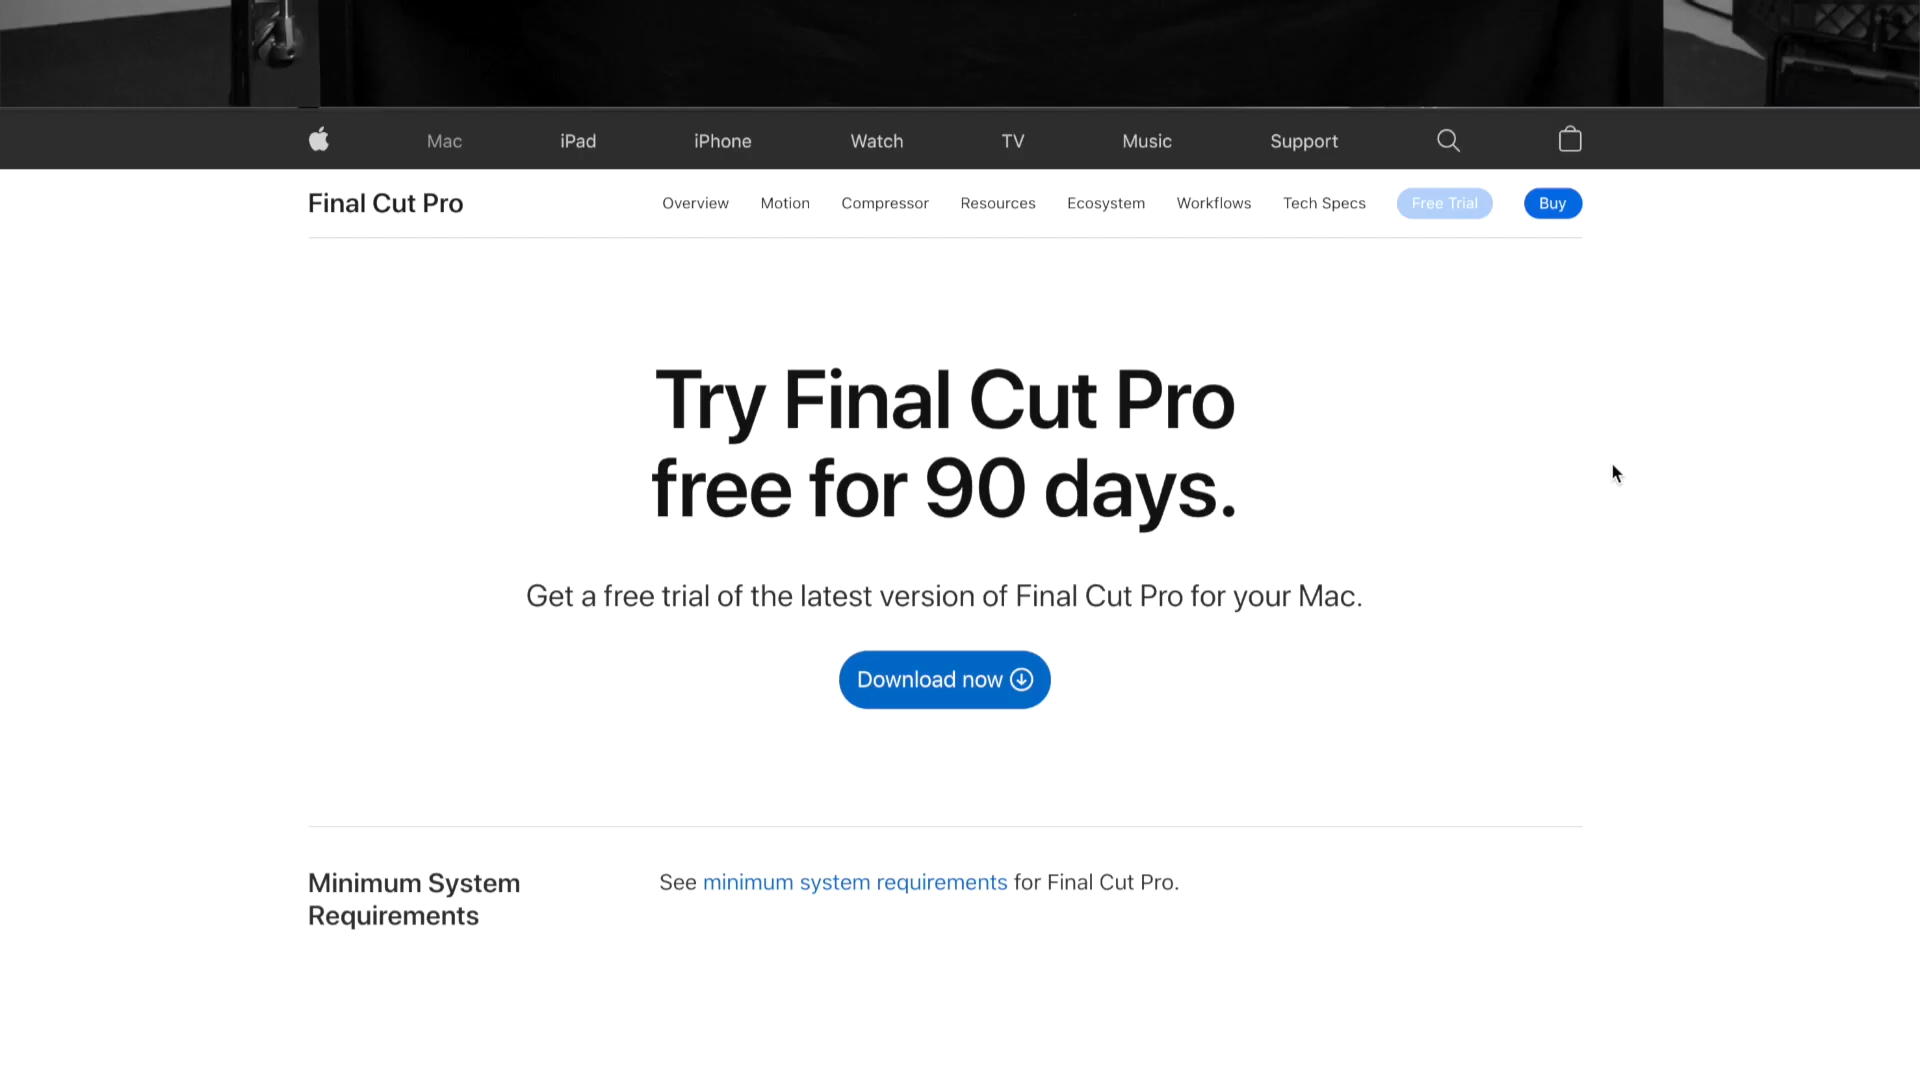 Mac iPad iPhone Watch TV Music Support
Final Cut Pro Overview Motion Compressor Resources Ecosystem Workflows Tech Specs Free Trial Buy
Try Final Cut Pro
free for 90 days.
Get a free trial of the latest version of Final Cut Pro for your Mac.
Download now
Minimum System
Requirements
See minimum system requirements for Final Cut Pro.